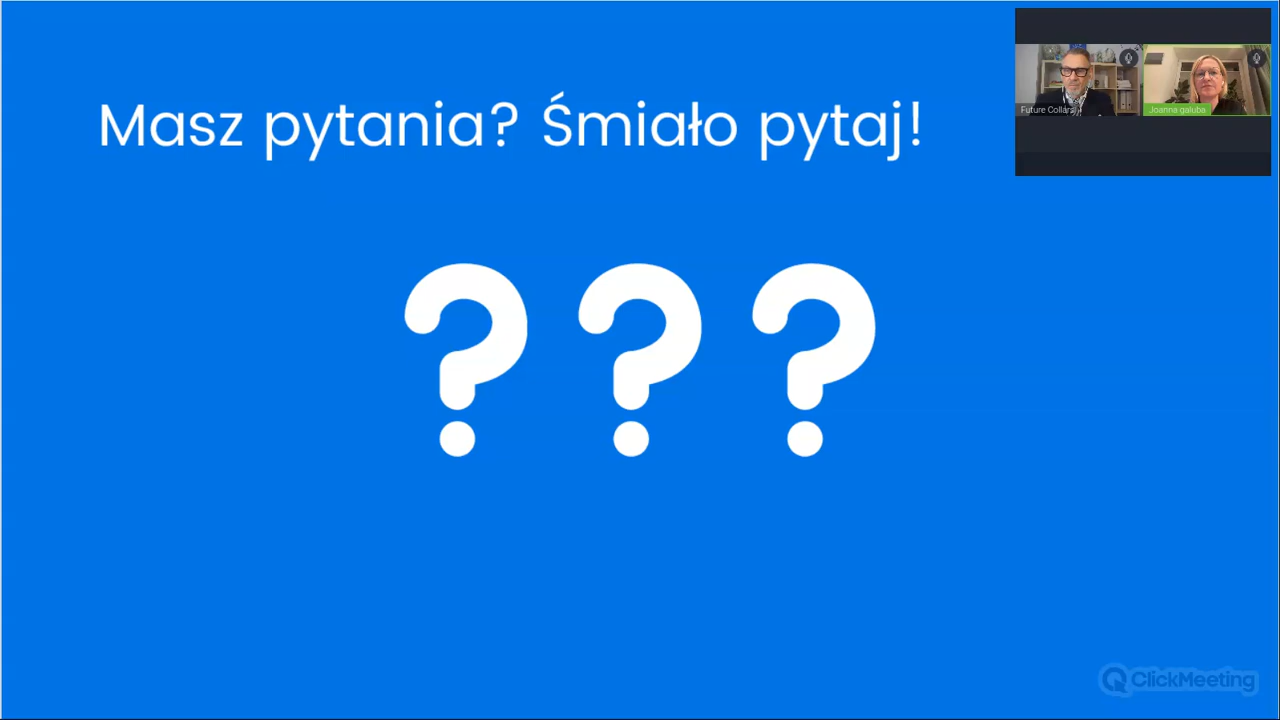 Masz pytania? Śmiało pytaj!
???
Future Collars
Joanna galuba
ClickMeeting